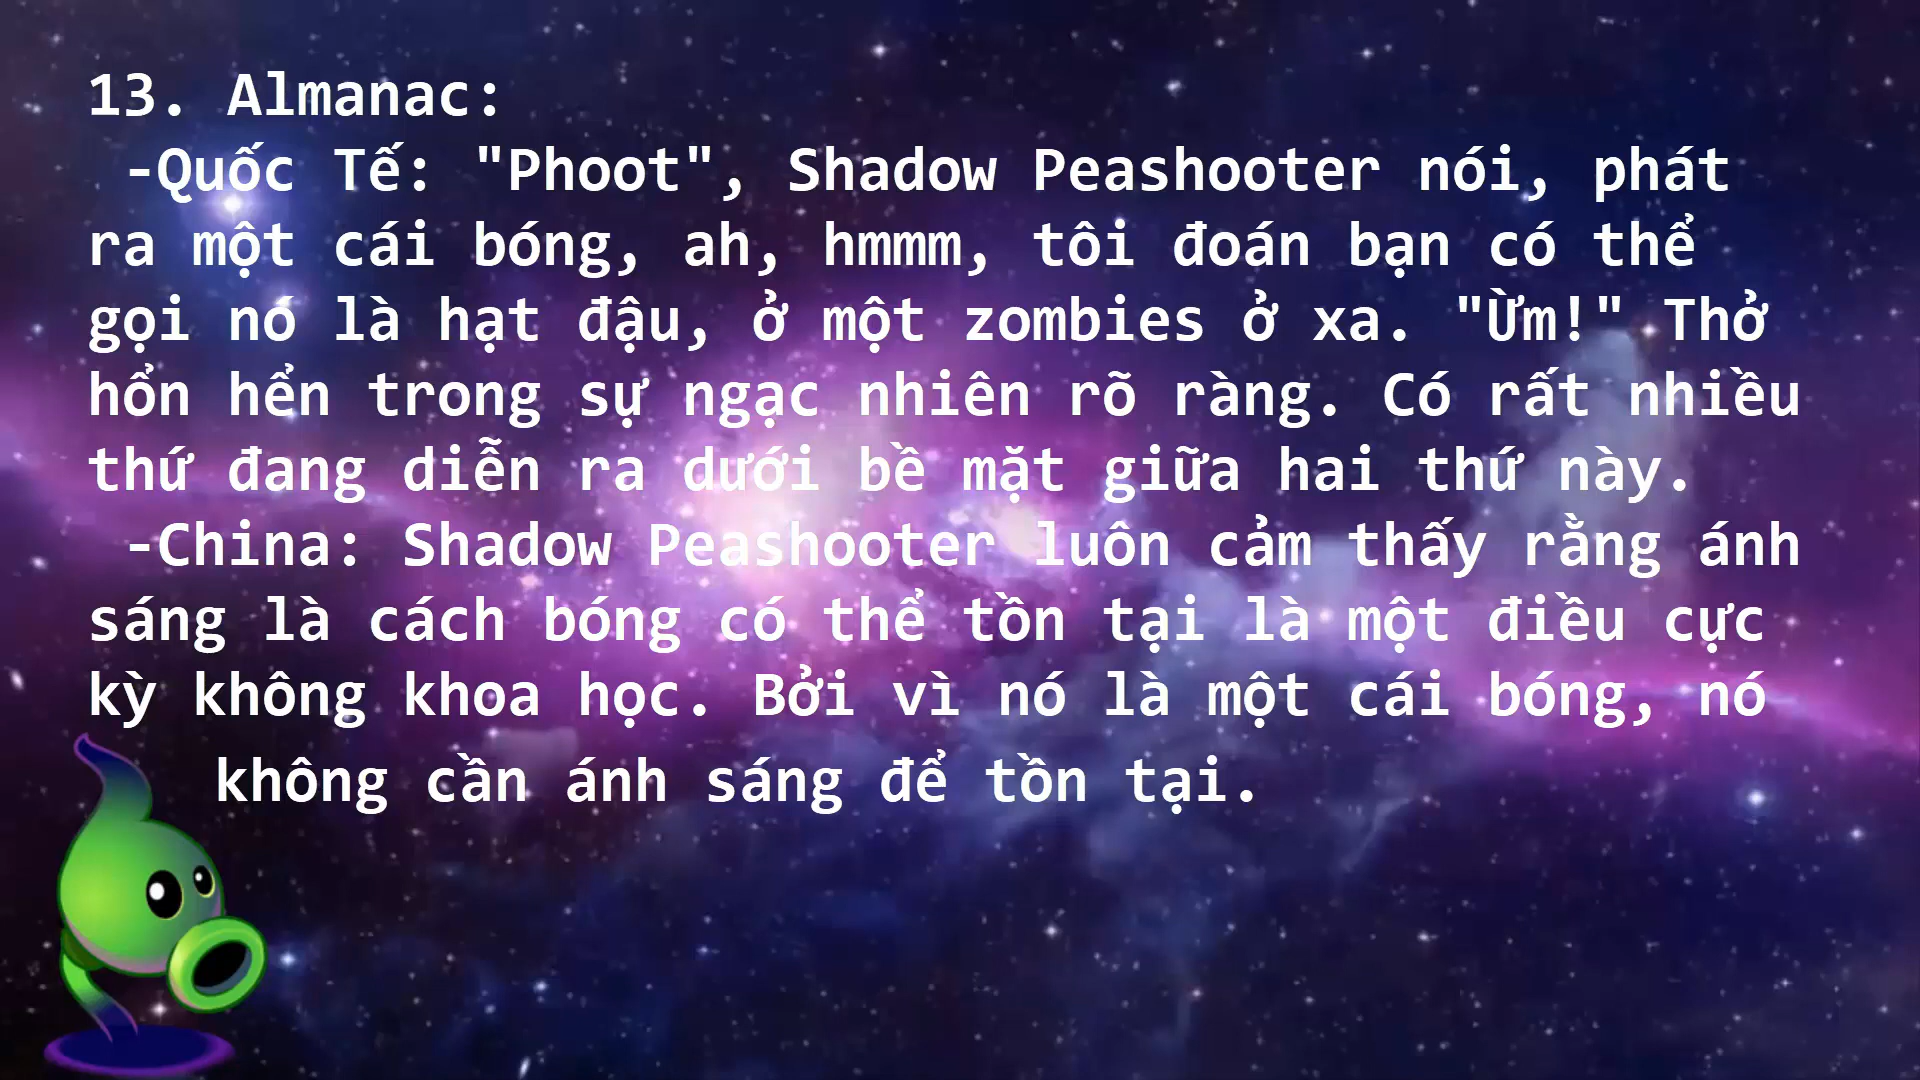 13. Almanac:
-Quốc Tế: "Phoot", Shadow Peashooter nói, phát
ra một cái bóng, ah, hmmm, tôi đoán bạn có thể
gọi nó là hạt đậu, ở một zombies ở xa. "Ừm!" Thở
hổn hển trong sự ngạc nhiên rõ ràng. Có rất nhiều
thứ đang diễn ra dưới bề mặt giữa hai thứ này.
-China: Shadow Peashooter luôn cảm thấy rằng ánh
sáng là cách bóng có thể tồn tại là một điều cực
kỳ không khoa học. Bởi vì nó là một cái bóng, nó
không cần ánh sáng để tồn tại.